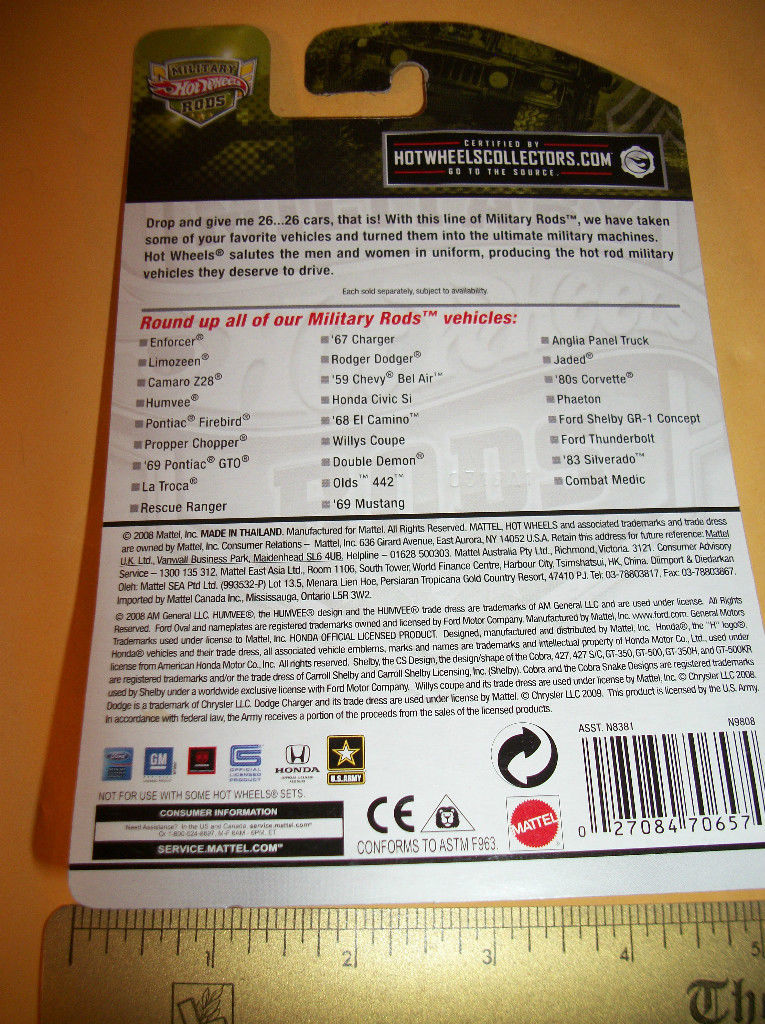 MILITARY
Hot Wheels
RODS
CERTIFIED BY
HOTWHEELSCOLLECTORS.COM
GO TO THE SOURCE.
Drop and give me 26...26 cars, that is! With this line of Military Rods™, we have taken
some of your favorite vehicles and turned them into the ultimate military machines.
Hot Wheels® salutes the men and women in uniform, producing the hot rod military
vehicles they deserve to drive.
Each sold separately, subject to availability.
Round up all of our Military Rods™ vehicles:
Enforcer®
Limozeen®
Camaro Z28®
Humvee®
Pontiac® Firebird®
Propper Chopper®
'69 Pontiac® GTO®
La Troca®
Rescue Ranger
'67 Charger
Rodger Dodger®
'59 Chevy® Bel Air™
Honda Civic Si
'68 El Camino™
Willys Coupe
Double Demon®
Olds™ 442™
'69 Mustang
Anglia Panel Truck
Jaded®
'80s Corvette®
Phaeton
Ford Shelby GR-1 Concept
Ford Thunderbolt
'83 Silverado™
Combat Medic
© 2008 Mattel, Inc. MADE IN THAILAND. Manufactured for Mattel. All Rights Reserved. MATTEL, HOT WHEELS and associated trademarks and trade dress
are owned by Mattel, Inc. Consumer Relations – Mattel, Inc. 636 Girard Avenue, East Aurora, NY 14052 U.S.A. Retain this address for future reference: Mattel
U.K. Ltd., Vanwall Business Park, Maidenhead SL6 4UB. Helpline – 01628 500303. Mattel Australia Pty Ltd., Richmond, Victoria. 3121. Consumer Advisory
Service – 1300 135 312. Mattel East Asia Ltd., Room 1106, South Tower, World Finance Centre, Harbour City, Tsimshatsui, HK, China. Diimport & Diedarkan
Oleh: Mattel SEA Ptd Ltd. (993532-P) Lot 13.5, Menara Lien Hoe, Persiaran Tropicana Golf Country Resort, 47410 PJ. Tel: 03-78803817. Fax: 03-78803867.
Imported by Mattel Canada Inc., Mississauga, Ontario L5R 3W2.
© 2008 AM General LLC. HUMVEE®, the HUMVEE® design and the HUMVEE® trade dress are trademarks of AM General LLC and are used under license. All Rights
Reserved. Ford Oval and nameplates are registered trademarks owned and licensed by Ford Motor Company. Manufactured by Mattel, Inc. www.ford.com. General Motors
Trademarks used under license to Mattel, Inc. HONDA OFFICIAL LICENSED PRODUCT. Designed, manufactured and distributed by Mattel, Inc. Honda®, the "H" logo®,
Honda® vehicles and their trade dress, all associated vehicle emblems, marks and names are trademarks and intellectual property of Honda Motor Co., Ltd., used under
license from American Honda Motor Co., Inc. All rights reserved. Shelby, the CS Design, the design/shape of the Cobra, 427, 427 S/C, GT-350, GT-500, GT-350H, and GT-500KR
are registered trademarks and/or the trade dress of Carroll Shelby and Carroll Shelby Licensing, Inc. (Shelby). Cobra and the Cobra Snake Designs are registered trademarks
used by Shelby under a worldwide exclusive license with Ford Motor Company. Willys coupe and its trade dress are used under license by Mattel, Inc. © Chrysler LLC 2008.
Dodge is a trademark of Chrysler LLC. Dodge Charger and its trade dress are used under license by Mattel. © Chrysler LLC 2008. This product is licensed by the U.S. Army.
In accordance with federal law, the Army receives a portion of the proceeds from the sales of the licensed products.
GM
OFFICIAL
LICENSED
PRODUCT
HONDA
U.S.ARMY
ASST. N8381
N9808
NOT FOR USE WITH SOME HOT WHEELS® SETS.
CONSUMER INFORMATION
Need Assistance? In the US and Canada service.mattel.com/
Or 1-800-524-8697, M-F 8AM - 6PM, ET
SERVICE.MATTEL.COM™
CE
CONFORMS TO ASTM F963.
MATTEL
0 27084 70657
1 2 3 4 5